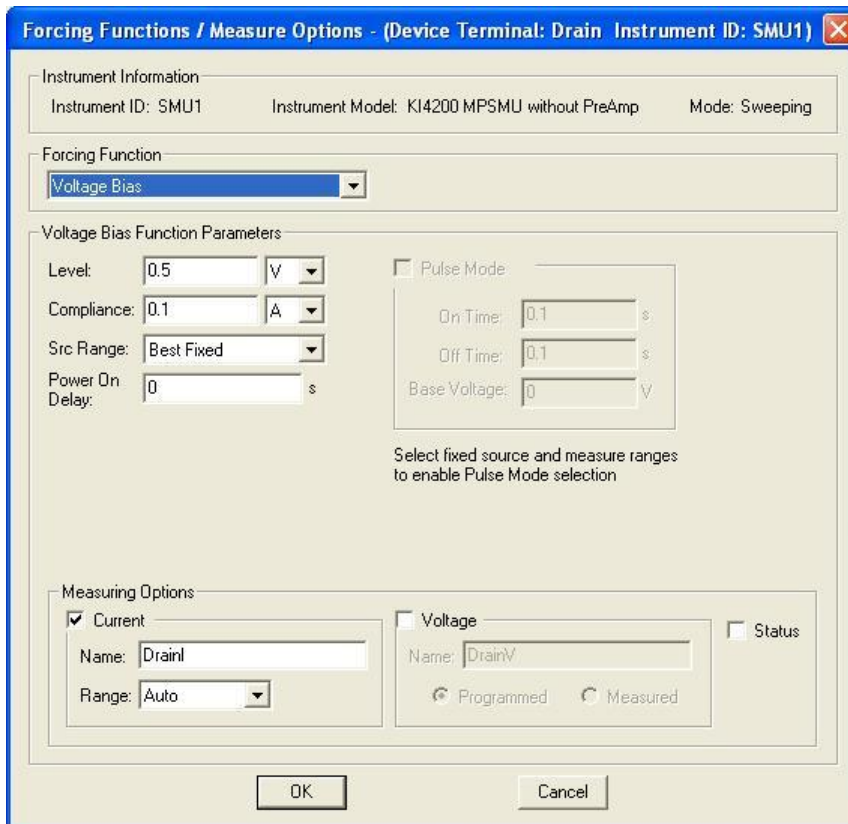 Forcing Functions / Measure Options - (Device Terminal: Drain Instrument ID: SMU1)
Instrument Information
Instrument ID: SMU1 Instrument Model: KI4200 MPSMU without PreAmp Mode: Sweeping
Forcing Function
Voltage Bias
Voltage Bias Function Parameters
Level: 0.5 V
Compliance: 0.1 A
Src Range: Best Fixed
Power On Delay: 0 s
Pulse Mode
On Time: 0.1 s
Off Time: 0.1 s
Base Voltage: 0 V
Select fixed source and measure ranges
to enable Pulse Mode selection
Measuring Options
Current
Name: DrainI
Range: Auto
Voltage
Name: DrainV
Programmed Measured
Status
OK Cancel